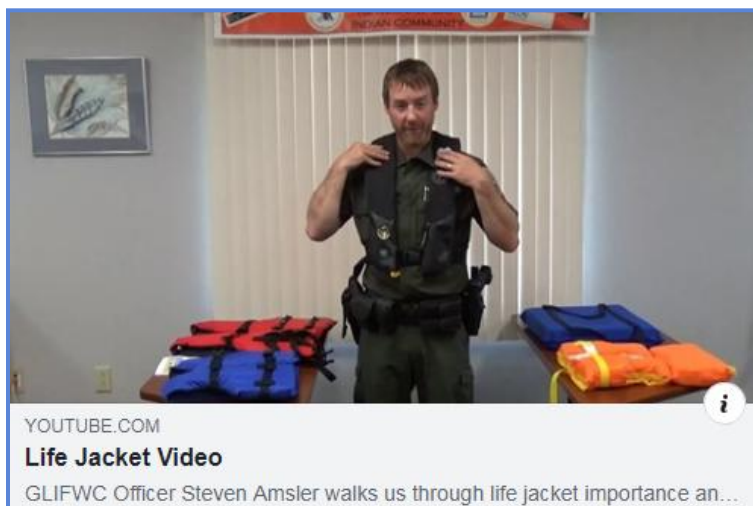 INDIAN COMMUNITY
i
YOUTUBE.COM
Life Jacket Video
GLIFWC Officer Steven Amsler walks us through life jacket importance an...